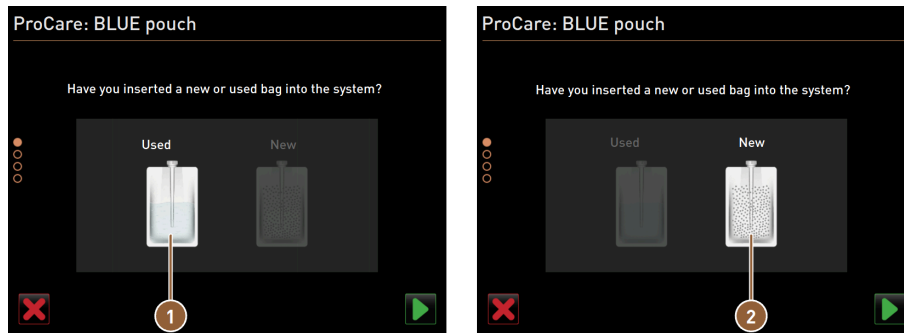 ProCare: BLUE pouch
Have you inserted a new or used bag into the system?
Used New
1
ProCare: BLUE pouch
Have you inserted a new or used bag into the system?
Used New
2